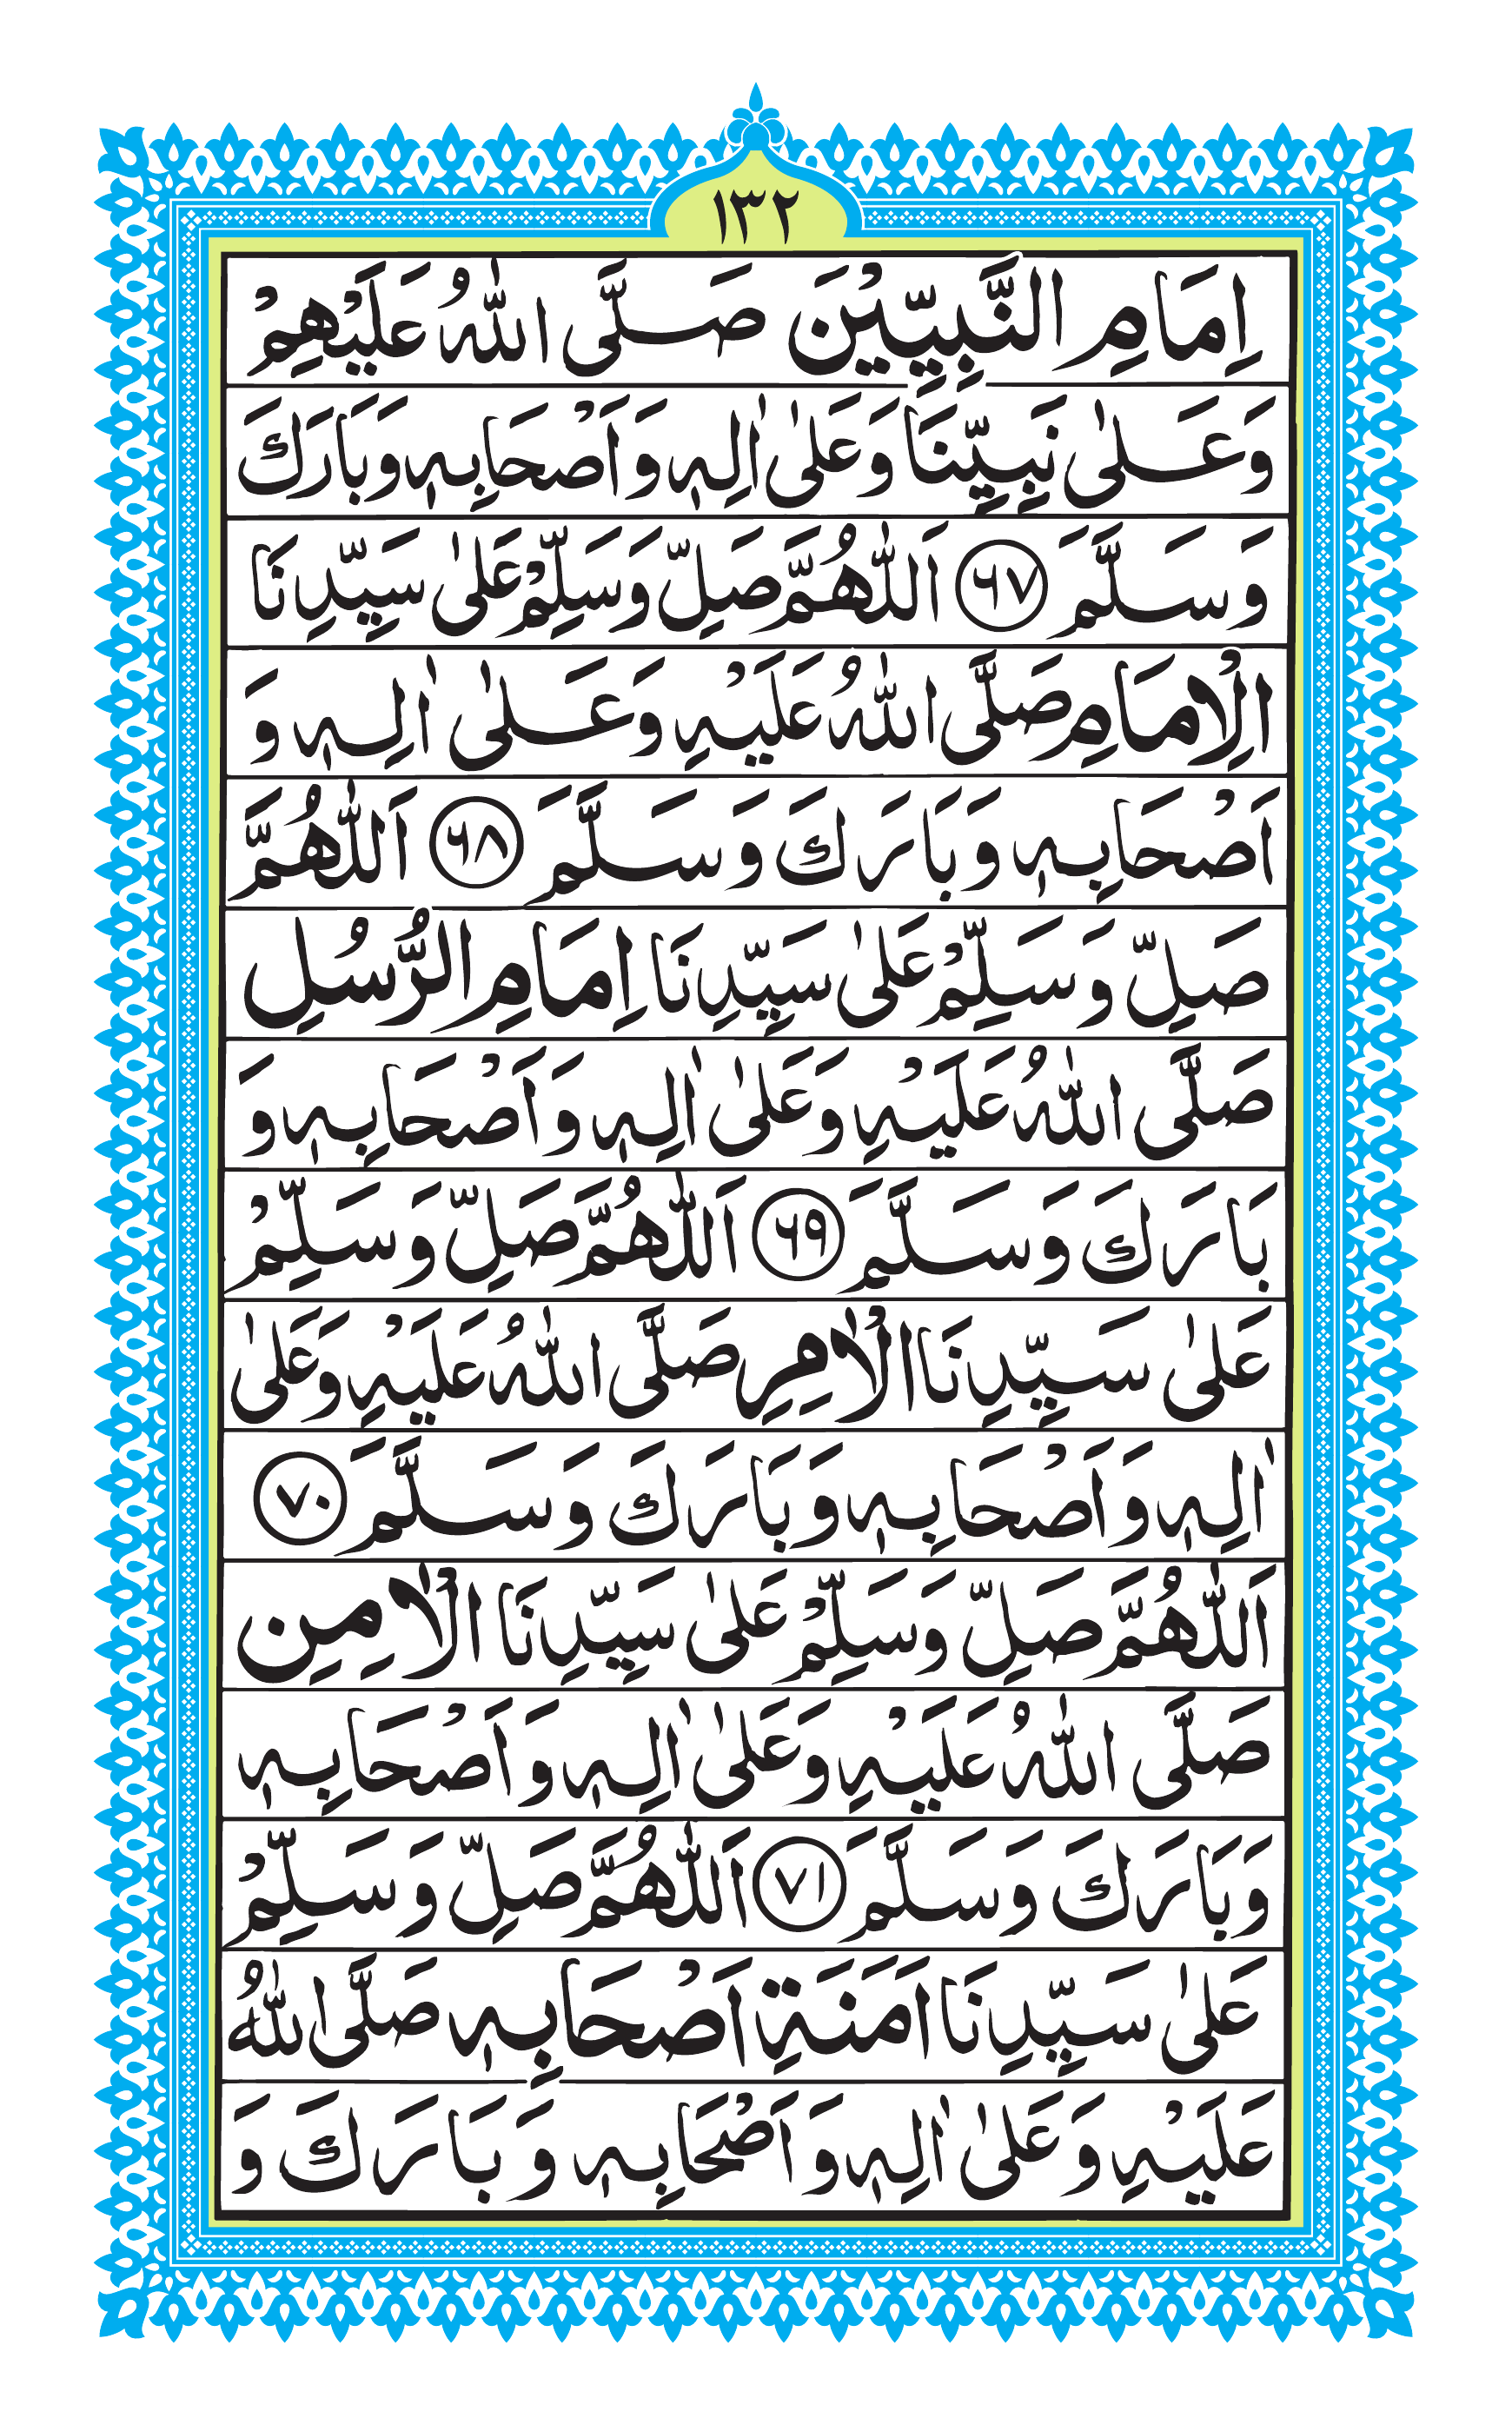 ١٣٢
اِمَامِ النَّبِيِّيْنَ صَلَّى اللّٰهُ عَلَيْهِمْ
وَعَلٰى نَبِيِّنَا وَعَلٰى اٰلِهٖ وَاَصْحَابِهٖ وَبَارَكَ
وَسَلَّمَ ٦٧ اَللّٰهُمَّ صَلِّ وَسَلِّمْ عَلٰى سَيِّدِنَا
الْاِمَامِ صَلَّى اللّٰهُ عَلَيْهِ وَعَلٰى اٰلِهٖ وَ
اَصْحَابِهٖ وَبَارَكَ وَسَلَّمَ ٦٨ اَللّٰهُمَّ
صَلِّ وَسَلِّمْ عَلٰى سَيِّدِنَا اِمَامِ الرُّسُلِ
صَلَّى اللّٰهُ عَلَيْهِ وَعَلٰى اٰلِهٖ وَاَصْحَابِهٖ وَ
بَارَكَ وَسَلَّمَ ٦٩ اَللّٰهُمَّ صَلِّ وَسَلِّمْ
عَلٰى سَيِّدِنَا الْاٰمِرِ صَلَّى اللّٰهُ عَلَيْهِ وَعَلٰى
اٰلِهٖ وَاَصْحَابِهٖ وَبَارَكَ وَسَلَّمَ ٧٠
اَللّٰهُمَّ صَلِّ وَسَلِّمْ عَلٰى سَيِّدِنَا الْاٰمِنِ
صَلَّى اللّٰهُ عَلَيْهِ وَعَلٰى اٰلِهٖ وَاَصْحَابِهٖ
وَبَارَكَ وَسَلَّمَ ٧١ اَللّٰهُمَّ صَلِّ وَسَلِّمْ
عَلٰى سَيِّدِنَا اَمَنَةِ اَصْحَابِهٖ صَلَّى اللّٰهُ
عَلَيْهِ وَعَلٰى اٰلِهٖ وَاَصْحَابِهٖ وَبَارَكَ وَ